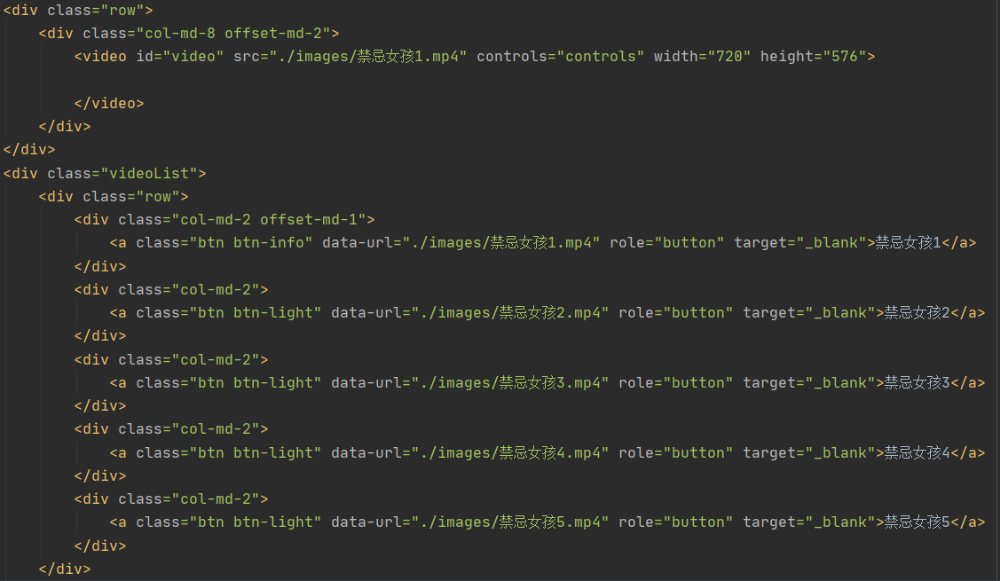 <div class="row">
    <div class="col-md-8 offset-md-2">
        <video id="video" src="./images/禁忌女孩1.mp4" controls="controls" width="720" height="576">

        </video>
    </div>
</div>
<div class="videoList">
    <div class="row">
        <div class="col-md-2 offset-md-1">
            <a class="btn btn-info" data-url="./images/禁忌女孩1.mp4" role="button" target="_blank">禁忌女孩1</a>
        </div>
        <div class="col-md-2">
            <a class="btn btn-light" data-url="./images/禁忌女孩2.mp4" role="button" target="_blank">禁忌女孩2</a>
        </div>
        <div class="col-md-2">
            <a class="btn btn-light" data-url="./images/禁忌女孩3.mp4" role="button" target="_blank">禁忌女孩3</a>
        </div>
        <div class="col-md-2">
            <a class="btn btn-light" data-url="./images/禁忌女孩4.mp4" role="button" target="_blank">禁忌女孩4</a>
        </div>
        <div class="col-md-2">
            <a class="btn btn-light" data-url="./images/禁忌女孩5.mp4" role="button" target="_blank">禁忌女孩5</a>
        </div>
    </div>